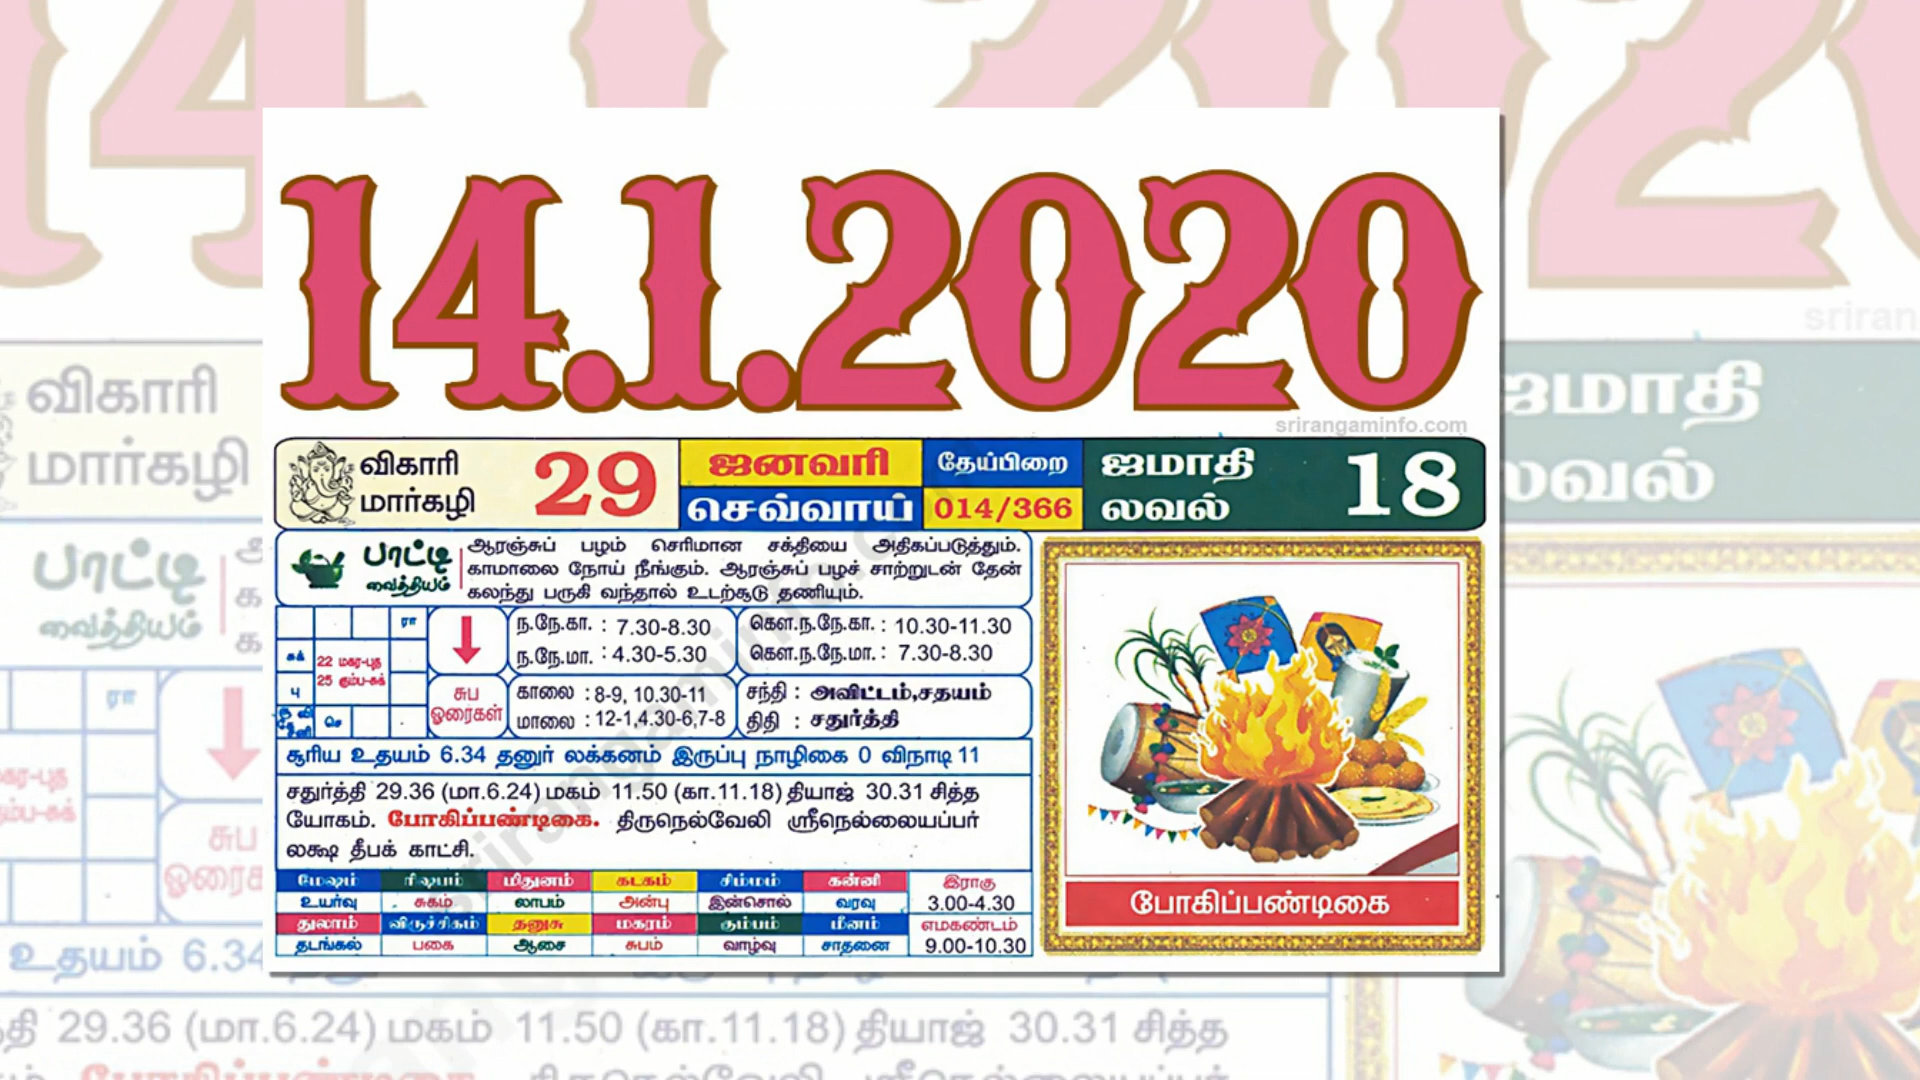 14.1.2020
srirangaminfo.com
விகாரி
மார்கழி
29
ஜனவரி
செவ்வாய்
தேய்பிறை
014/366
ஜமாதி
லவல்
18
பாட்டி
வைத்தியம்
ஆரஞ்சுப் பழம் செரிமான சக்தியை அதிகப்படுத்தும்.
காமாலை நோய் நீங்கும். ஆரஞ்சுப் பழச் சாற்றுடன் தேன்
கலந்து பருகி வந்தால் உடற்சூடு தணியும்.
ரா
சுக்
22 மகர-புத
25 கும்ப-சுக்
பு
செ
சுப
ஓரைகள்
ந.நே.கா. : 7.30-8.30
ந.நே.மா. : 4.30-5.30
கௌ.ந.நே.கா. : 10.30-11.30
கௌ.ந.நே.மா. : 7.30-8.30
காலை : 8-9, 10.30-11
மாலை : 12-1,4.30-6,7-8
சந்தி : அவிட்டம்,சதயம்
திதி : சதுர்த்தி
சூரிய உதயம் 6.34 தனுர் லக்கனம் இருப்பு நாழிகை 0 விநாடி 11
சதுர்த்தி 29.36 (மா.6.24) மகம் 11.50 (கா.11.18) தியாஜ் 30.31 சித்த
யோகம். போகிப்பண்டிகை. திருநெல்வேலி ஸ்ரீநெல்லையப்பர்
லக்ஷ தீபக் காட்சி.
மேஷம் ரிஷபம் மிதுனம் கடகம் சிம்மம் கன்னி இராகு
உயர்வு சுகம் லாபம் அன்பு இன்சொல் வரவு 3.00-4.30
துலாம் விருச்சிகம் தனுசு மகரம் கும்பம் மீனம் எமகண்டம்
தடங்கல் பகை ஆசை சுபம் வாழ்வு சாதனை 9.00-10.30
போகிப்பண்டிகை